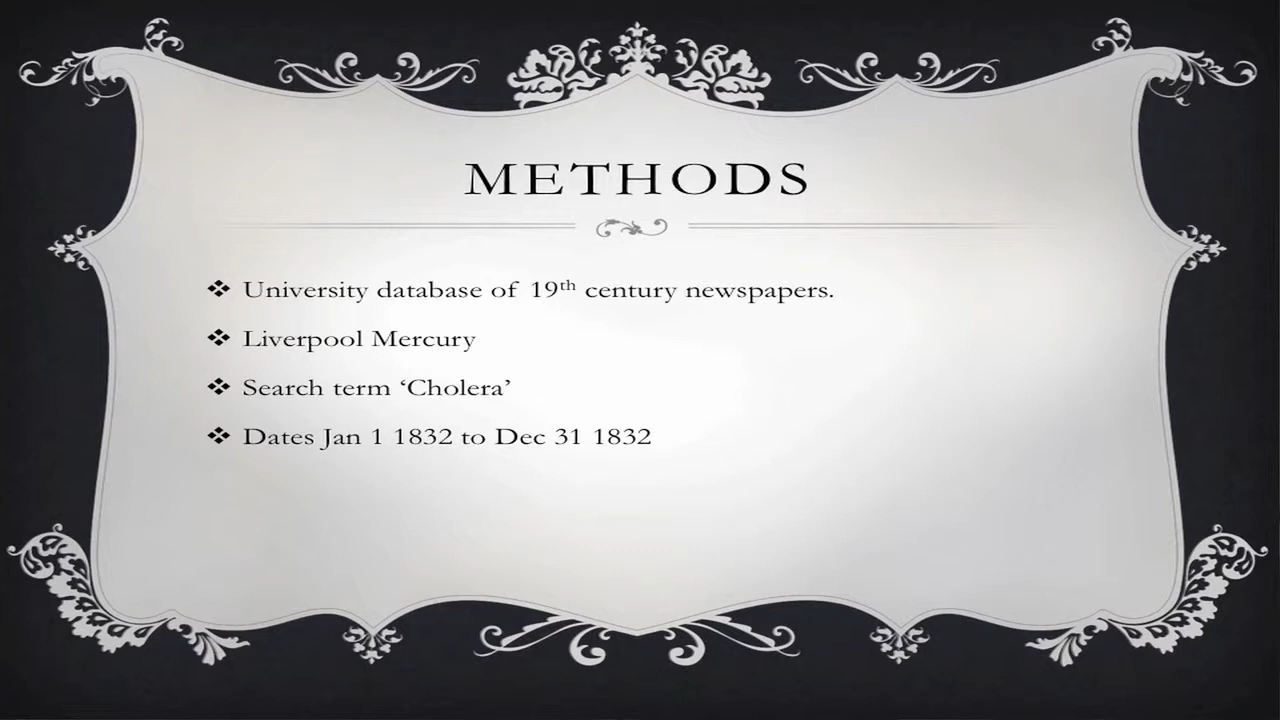 METHODS
University database of 19th century newspapers.
Liverpool Mercury
Search term ‘Cholera’
Dates Jan 1 1832 to Dec 31 1832